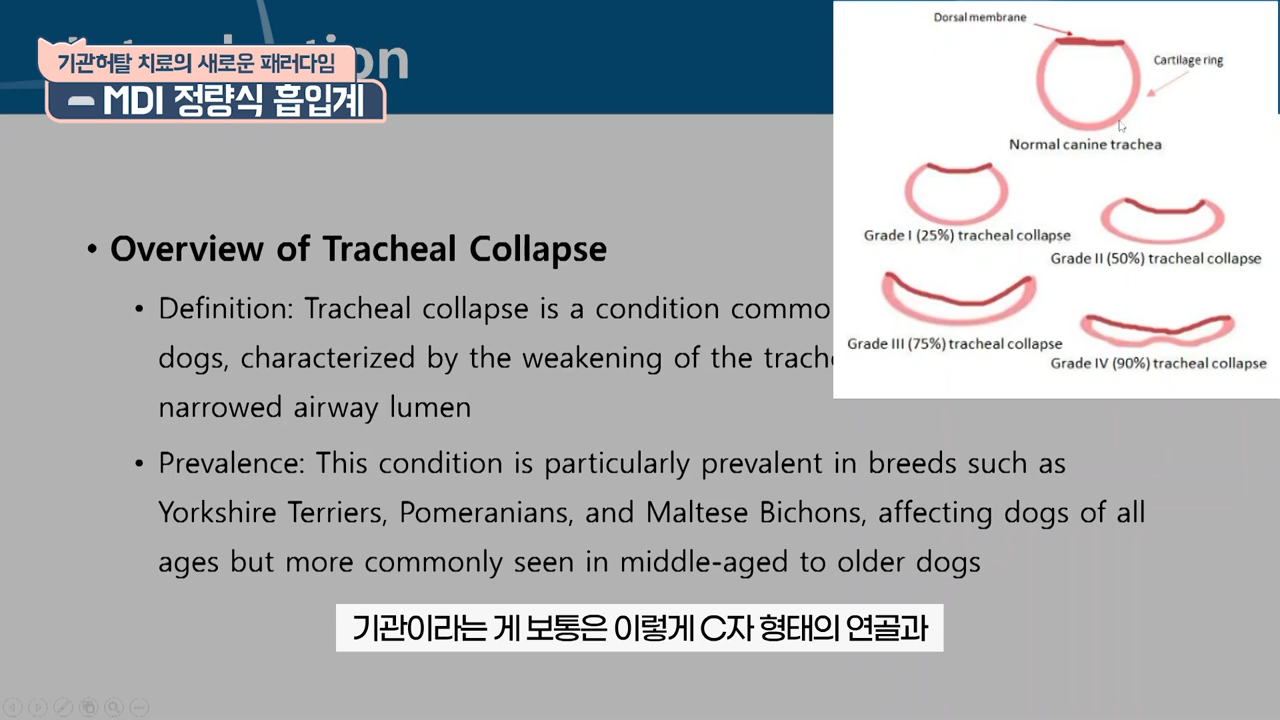 기관허탈 치료의 새로운 패러다임
- MDI 정량식 흡입계
Dorsal membrane
Cartilage ring
Normal canine trachea
Grade I (25%) tracheal collapse
Grade II (50%) tracheal collapse
Grade III (75%) tracheal collapse
Grade IV (90%) tracheal collapse
• Overview of Tracheal Collapse
• Definition: Tracheal collapse is a condition
dogs, characterized by the weakening of the
narrowed airway lumen
• Prevalence: This condition is particularly prevalent in breeds such as
Yorkshire Terriers, Pomeranians, and Maltese Bichons, affecting dogs of all
ages but more commonly seen in middle-aged to older dogs
기관이라는 게 보통은 이렇게 C자 형태의 연골과